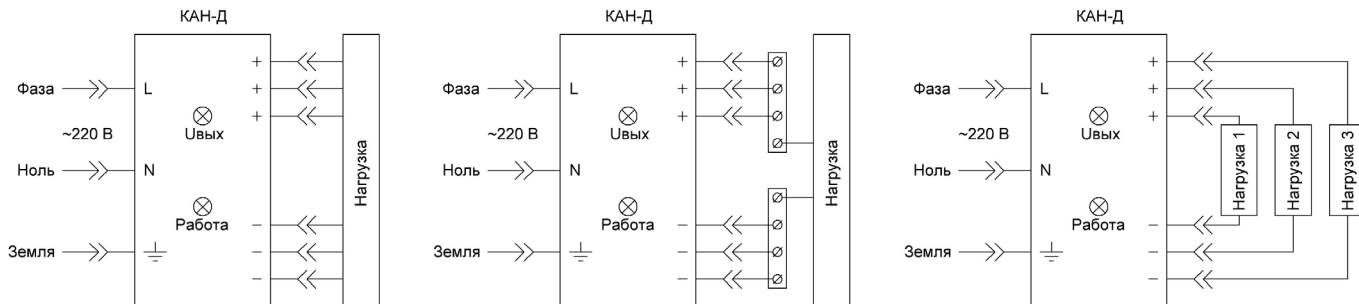 КАН-Д
Фаза
L
+
+
+
Uвых
~220 В
Ноль
N
Работа
Земля
−
−
−
Нагрузка
КАН-Д
Фаза
L
+
+
+
Uвых
~220 В
Ноль
N
Работа
Земля
−
−
−
Нагрузка
КАН-Д
Фаза
L
+
+
+
Uвых
~220 В
Ноль
N
Работа
Земля
−
−
−
Нагрузка 1
Нагрузка 2
Нагрузка 3